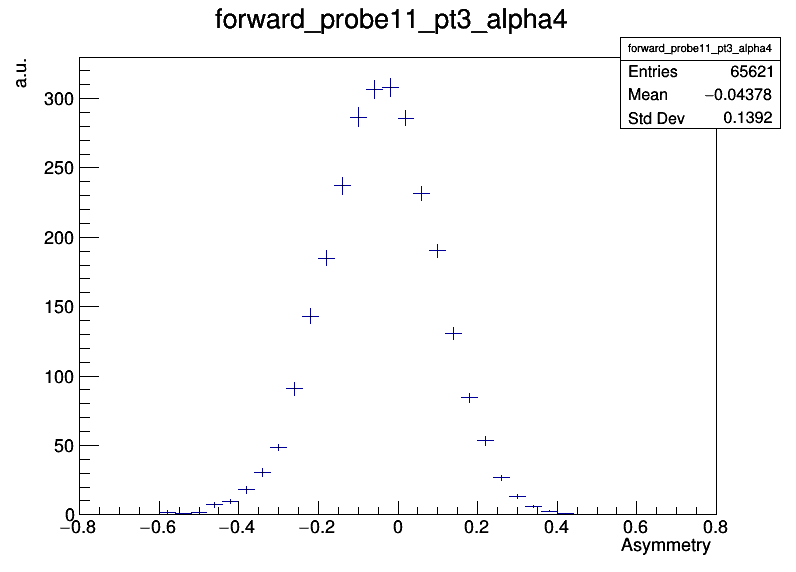 forward_probe11_pt3_alpha4
a.u.
forward_probe11_pt3_alpha4
Entries 65621
Mean −0.04378
Std Dev 0.1392
300
250
200
150
100
50
0
−0.8 −0.6 −0.4 −0.2 0 0.2 0.4 0.6 0.8
Asymmetry